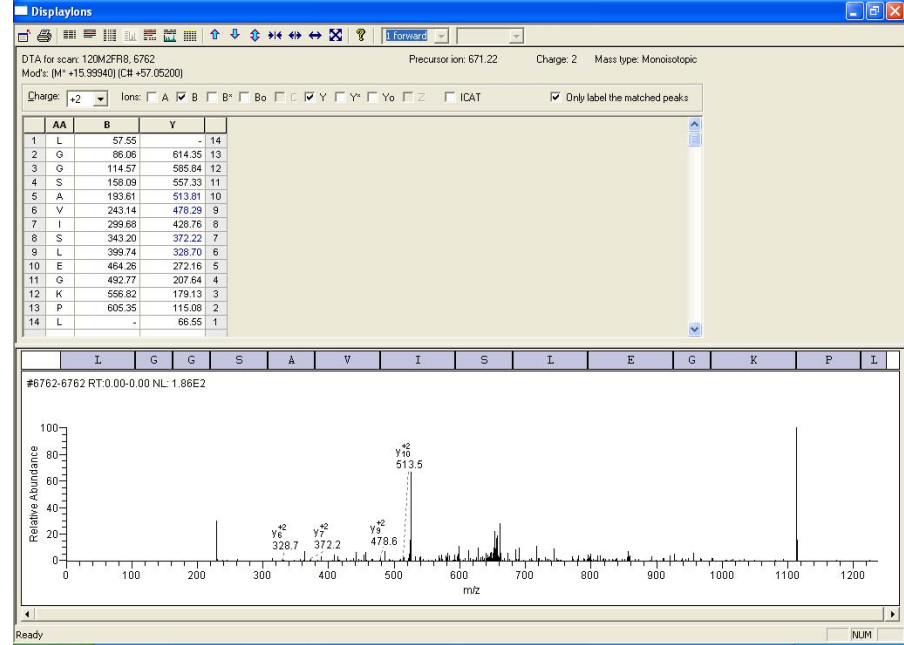 DisplayIons
1 forward
DTA for scan: 120M2FR8, 6762 Precursor ion: 671.22 Charge: 2 Mass type: Monoisotopic
Mod's: (M* +15.99940) (C# +57.05200)
Charge: +2 Ions: A B B* Bo C Y Y* Yo Z ICAT Only label the matched peaks
AA B Y
1 L 57.55 - 14
2 G 86.06 614.35 13
3 G 114.57 585.84 12
4 S 158.09 557.33 11
5 A 193.61 513.81 10
6 V 243.14 478.29 9
7 I 299.68 428.76 8
8 S 343.20 372.22 7
9 L 399.74 328.70 6
10 E 464.26 272.16 5
11 G 492.77 207.64 4
12 K 556.82 179.13 3
13 P 605.35 115.08 2
14 L - 66.55 1
L G G S A V I S L E G K P L
#6762-6762 RT:0.00-0.00 NL: 1.86E2
100
80
60
40
20
0
Relative Abundance
y10 +2
513.5
y6 +2
328.7
y7 +2
372.2
y9 +2
478.6
0 100 200 300 400 500 600 700 800 900 1000 1100 1200
m/z
Ready NUM